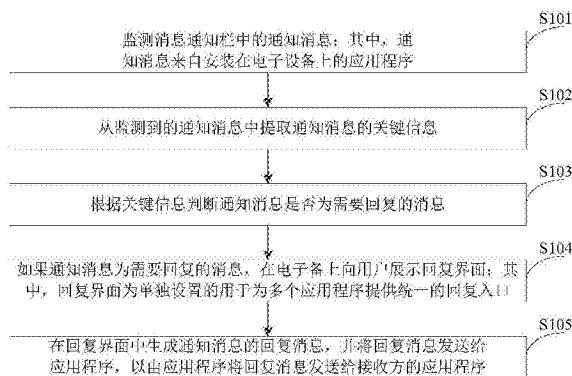 S101
监测消息通知栏中的通知消息；其中，通
知消息来自安装在电子设备上的应用程序
S102
从监测到的通知消息中提取通知消息的关键信息
S103
根据关键信息判断通知消息是否为需要回复的消息
S104
如果通知消息为需要回复的消息，在电子备上向用户展示回复界面；其
中，回复界面为单独设置的用于为多个应用程序提供统一的回复入口
S105
在回复界面中生成通知消息的回复消息，并将回复消息发送给
应用程序，以由应用程序将回复消息发送给接收方的应用程序